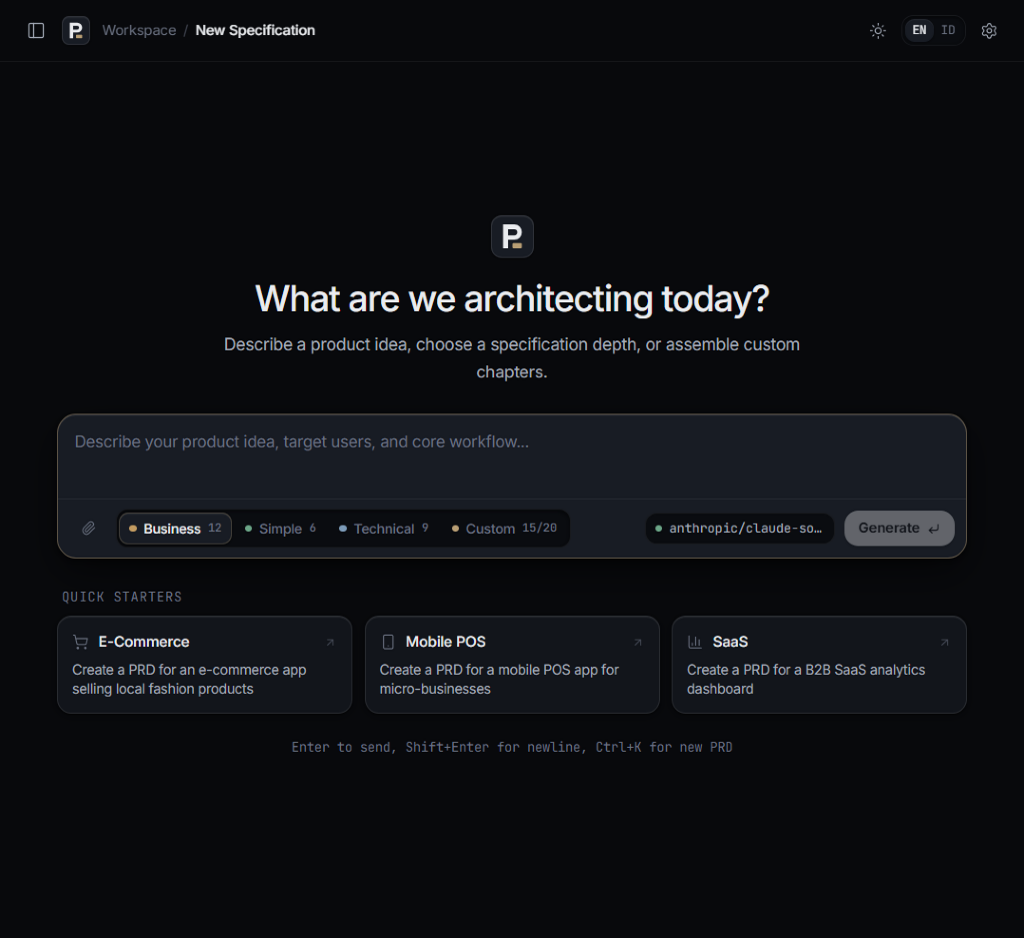 P Workspace / New Specification EN ID
P
What are we architecting today?
Describe a product idea, choose a specification depth, or assemble custom
chapters.
Describe your product idea, target users, and core workflow...
Business 12 Simple 6 Technical 9 Custom 15/20 anthropic/claude-so… Generate
QUICK STARTERS
E-Commerce
Create a PRD for an e-commerce app
selling local fashion products
Mobile POS
Create a PRD for a mobile POS app for
micro-businesses
SaaS
Create a PRD for a B2B SaaS analytics
dashboard
Enter to send, Shift+Enter for newline, Ctrl+K for new PRD